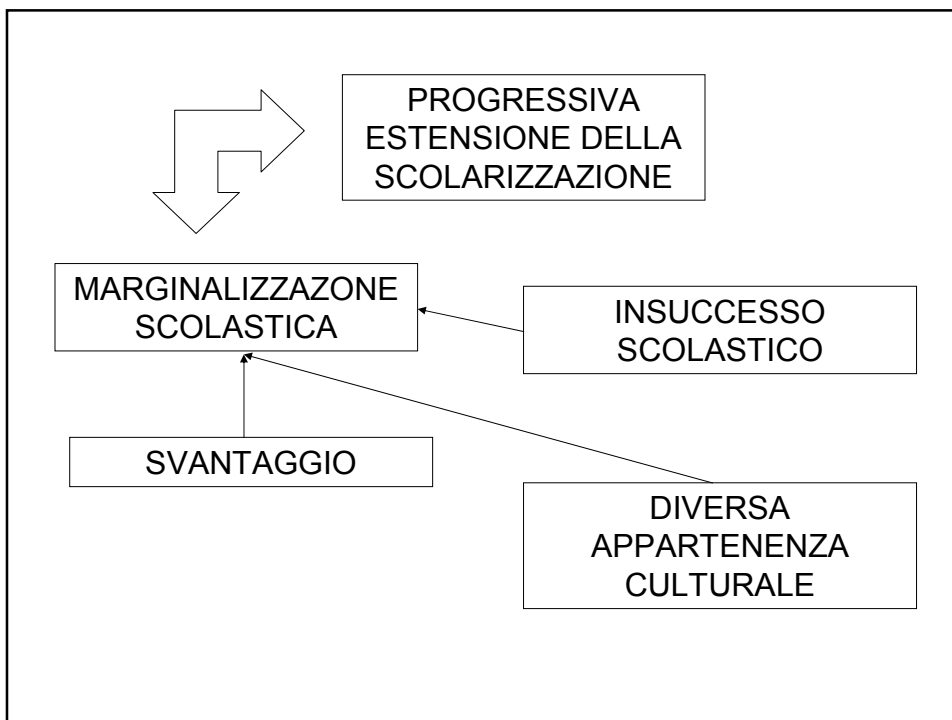 PROGRESSIVA
ESTENSIONE DELLA
SCOLARIZZAZIONE
MARGINALIZZAZONE
SCOLASTICA
INSUCCESSO
SCOLASTICO
SVANTAGGIO
DIVERSA
APPARTENENZA
CULTURALE